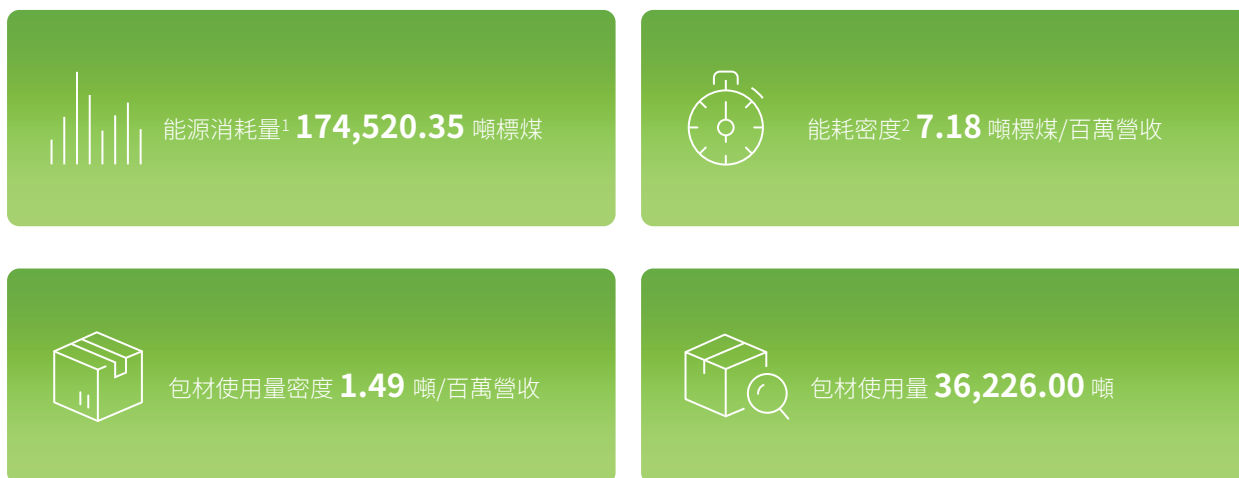 能源消耗量1 174,520.35 噸標煤
能耗密度2 7.18 噸標煤/百萬營收
包材使用量密度 1.49 噸/百萬營收
包材使用量 36,226.00 噸